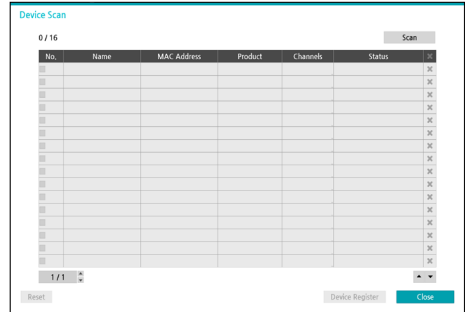 Device Scan
0 / 16
Scan
No. Name MAC Address Product Channels Status
1 / 1
Reset Device Register Close